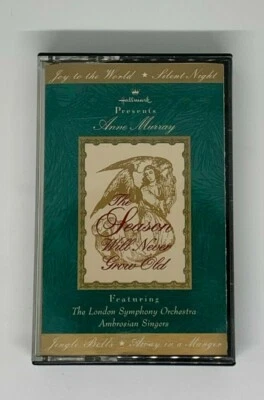 Joy to the World ★ Silent Night
Hallmark
Presents
Anne Murray
The
Season
Will Never
Grow Old
Featuring
The London Symphony Orchestra
Ambrosian Singers
Jingle Bells ★ Away in a Manger